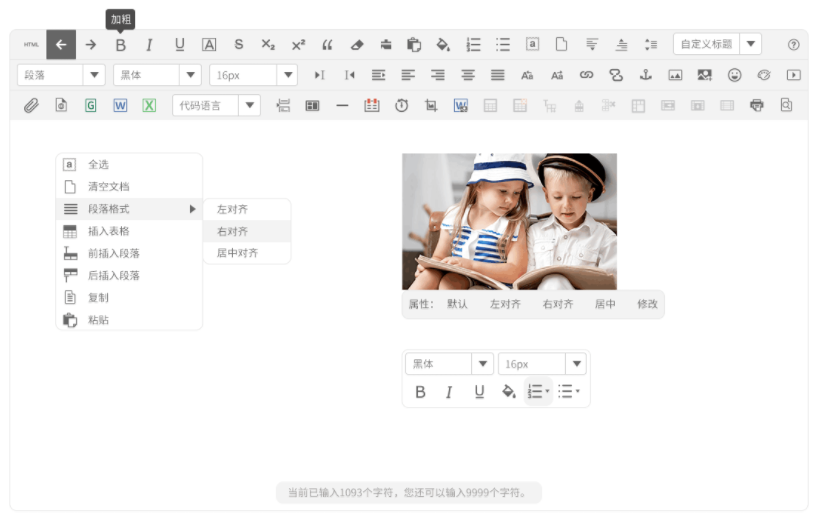 加粗
HTML B I U A S X₂ X² a 自定义标题 ?
段落 黑体 16px
G W X 代码语言 W
a 全选
清空文档
段落格式 左对齐
插入表格 右对齐
前插入段落 居中对齐
后插入段落
复制
粘贴
属性: 默认 左对齐 右对齐 居中 修改
黑体 16px
B I U
当前已输入1093个字符，您还可以输入9999个字符。